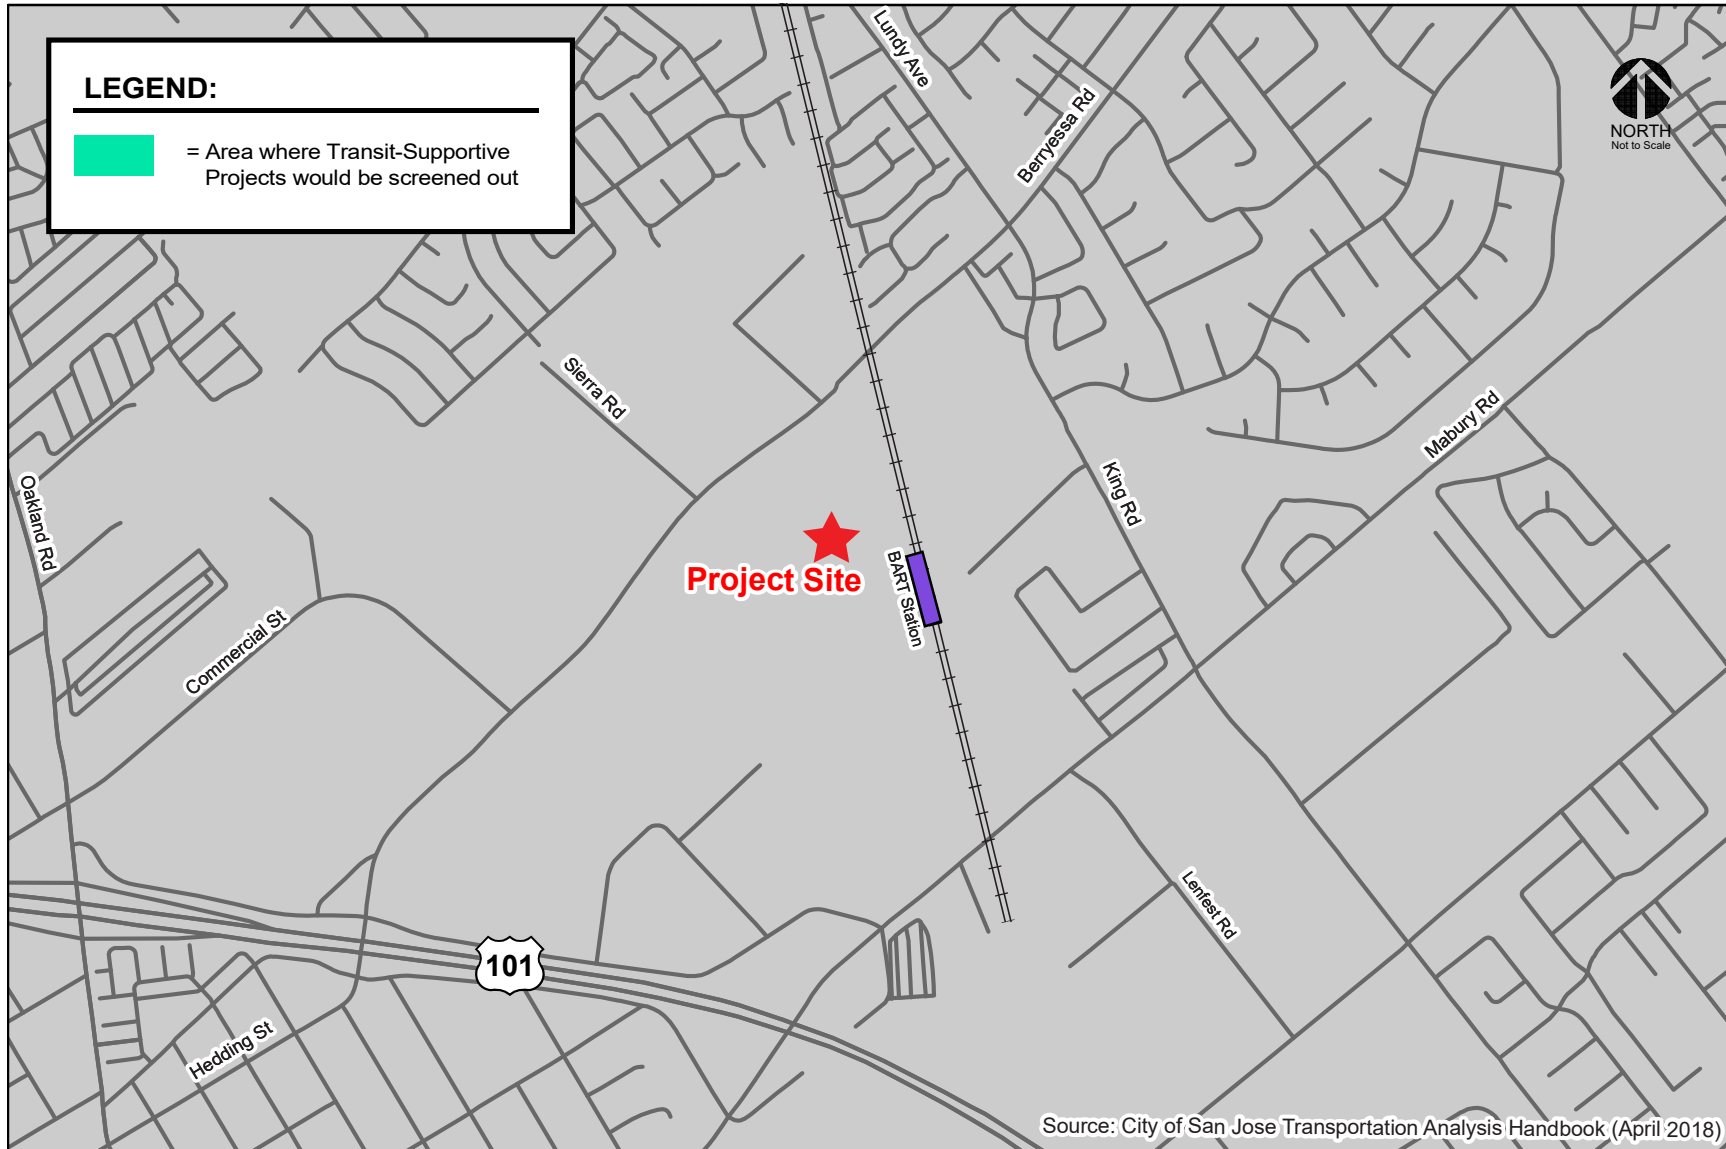 LEGEND:
= Area where Transit-Supportive
Projects would be screened out
Lundy Ave
Berryessa Rd
NORTH
Not to Scale
Sierra Rd
Mabury Rd
King Rd
Oakland Rd
Project Site
BART Station
Commercial St
Lenfest Rd
101
Hedding St
Source: City of San Jose Transportation Analysis Handbook (April 2018)